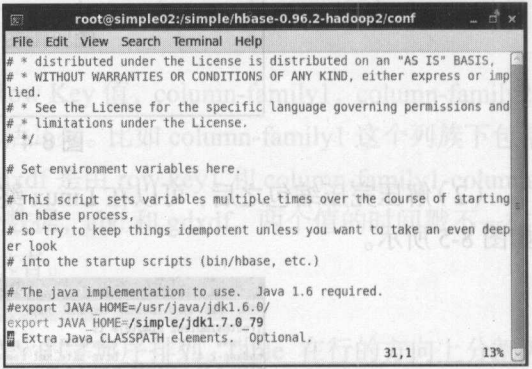 root@simple02:/simple/hbase-0.96.2-hadoop2/conf
File Edit View Search Terminal Help
# * distributed under the License is distributed on an "AS IS" BASIS,
# * WITHOUT WARRANTIES OR CONDITIONS OF ANY KIND, either express or imp
lied.
# * See the License for the specific language governing permissions and
# * limitations under the License.
# */
# Set environment variables here.
# This script sets variables multiple times over the course of starting
an hbase process,
# so try to keep things idempotent unless you want to take an even deep
er look
# into the startup scripts (bin/hbase, etc.)
# The java implementation to use. Java 1.6 required.
#export JAVA_HOME=/usr/java/jdk1.6.0/
export JAVA_HOME=/simple/jdk1.7.0_79
# Extra Java CLASSPATH elements. Optional.
31,1 13%